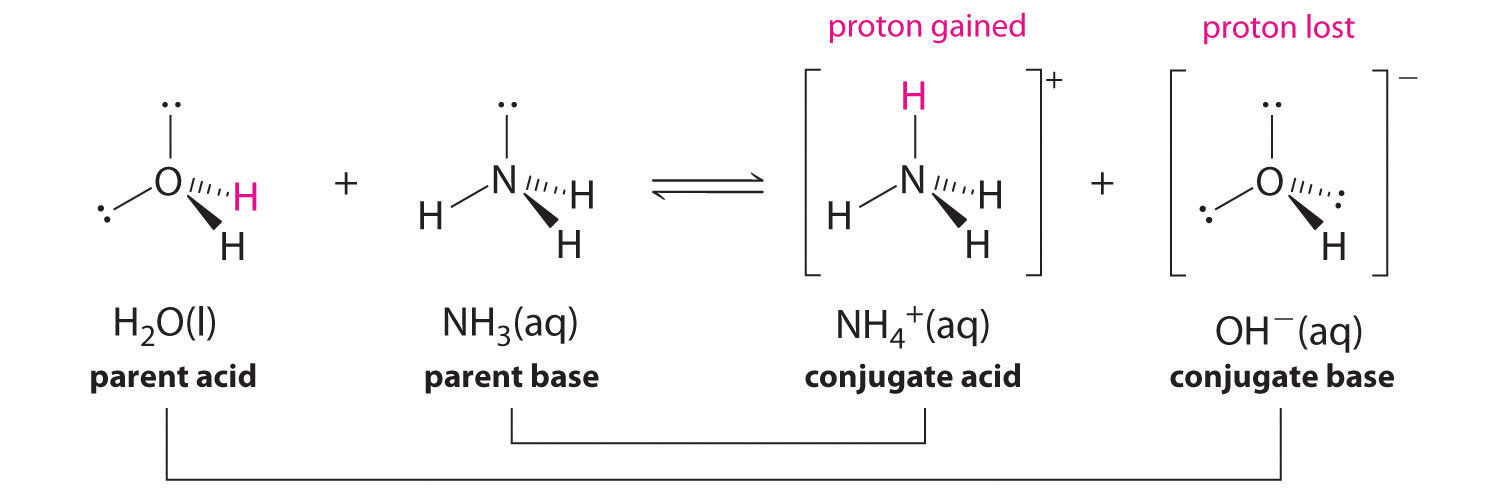 proton gained proton lost
H + −
O H + N H N H + O
H H H H H H
H₂O(l) NH₃(aq) NH₄⁺(aq) OH⁻(aq)
parent acid parent base conjugate acid conjugate base